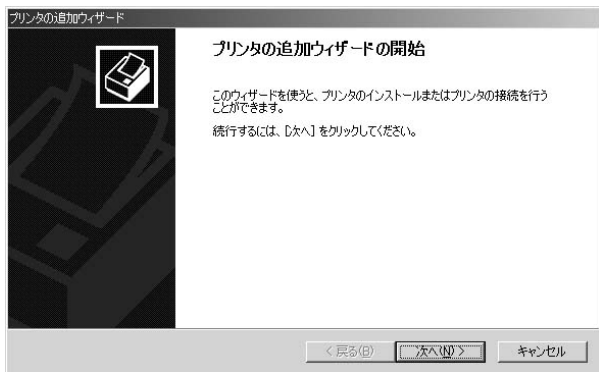 プリンタの追加ウィザード
プリンタの追加ウィザードの開始
このウィザードを使うと、プリンタのインストールまたはプリンタの接続を行う
ことができます。
続行するには、[次へ] をクリックしてください。
< 戻る(B)
次へ(N) >
キャンセル